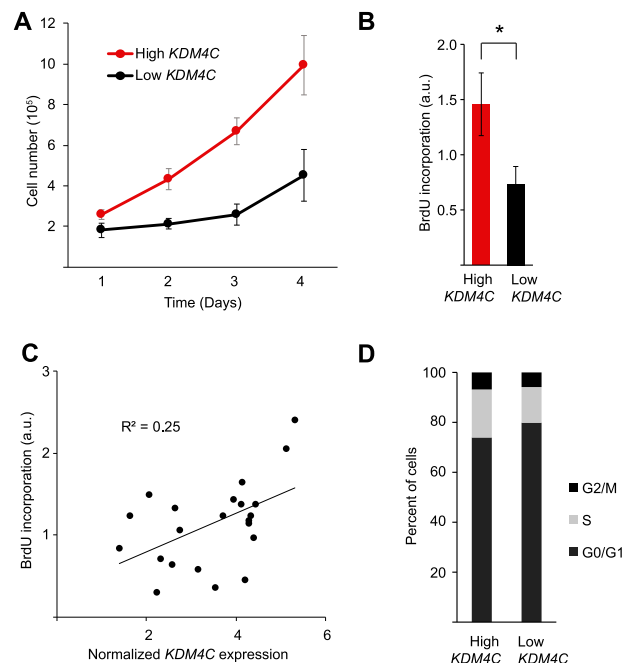 A
12
10
8
6
4
2
Cell number (10⁵)
High KDM4C
Low KDM4C
1 2 3 4
Time (Days)
B
*
2.0
1.5
1.0
0.5
BrdU incorporation (a.u.)
High Low
KDM4C KDM4C
C
3
2
1
BrdU incorporation (a.u.)
R² = 0.25
2 4 6
Normalized KDM4C expression
D
100
80
60
40
20
Percent of cells
G2/M
S
G0/G1
High Low
KDM4C KDM4C